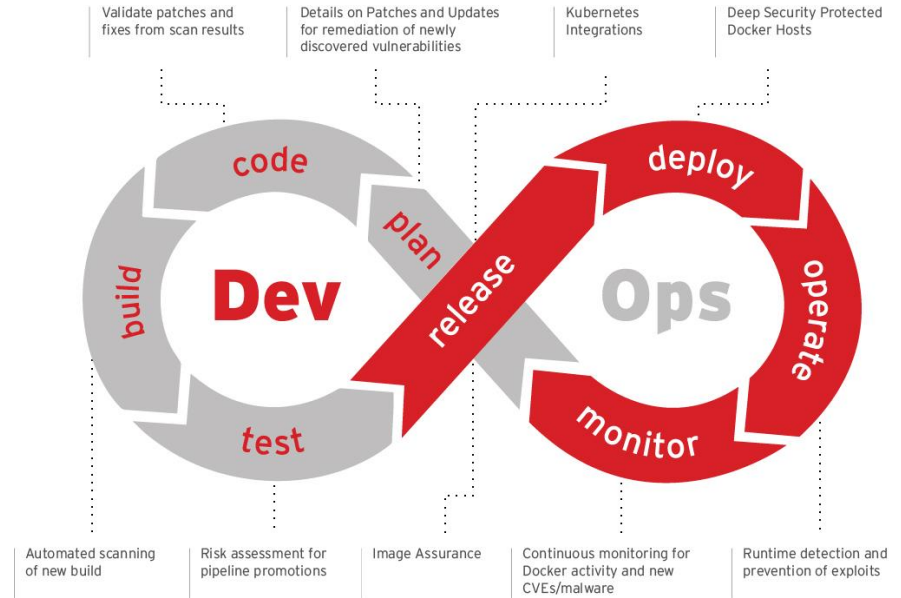 Validate patches and
fixes from scan results
Details on Patches and Updates
for remediation of newly
discovered vulnerabilities
Kubernetes
Integrations
Deep Security Protected
Docker Hosts
code
deploy
plan
build
Dev
release
Ops
operate
test
monitor
Automated scanning
of new build
Risk assessment for
pipeline promotions
Image Assurance
Continuous monitoring for
Docker activity and new
CVEs/malware
Runtime detection and
prevention of exploits